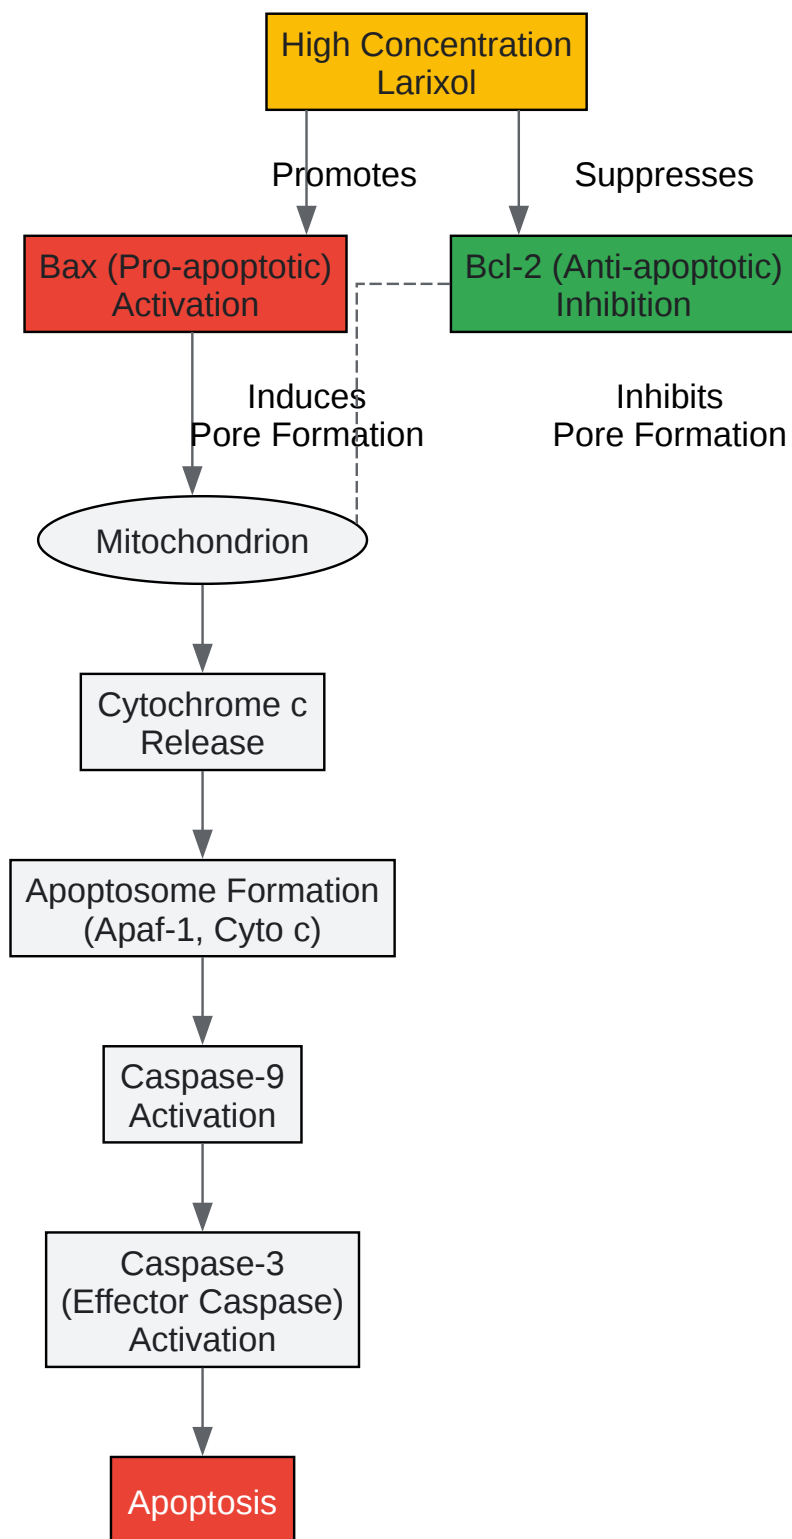 High Concentration
Larixol
Promotes
Suppresses
Bax (Pro-apoptotic)
Activation
Bcl-2 (Anti-apoptotic)
Inhibition
Induces
Pore Formation
Inhibits
Pore Formation
Mitochondrion
Cytochrome c
Release
Apoptosome Formation
(Apaf-1, Cyto c)
Caspase-9
Activation
Caspase-3
(Effector Caspase)
Activation
Apoptosis